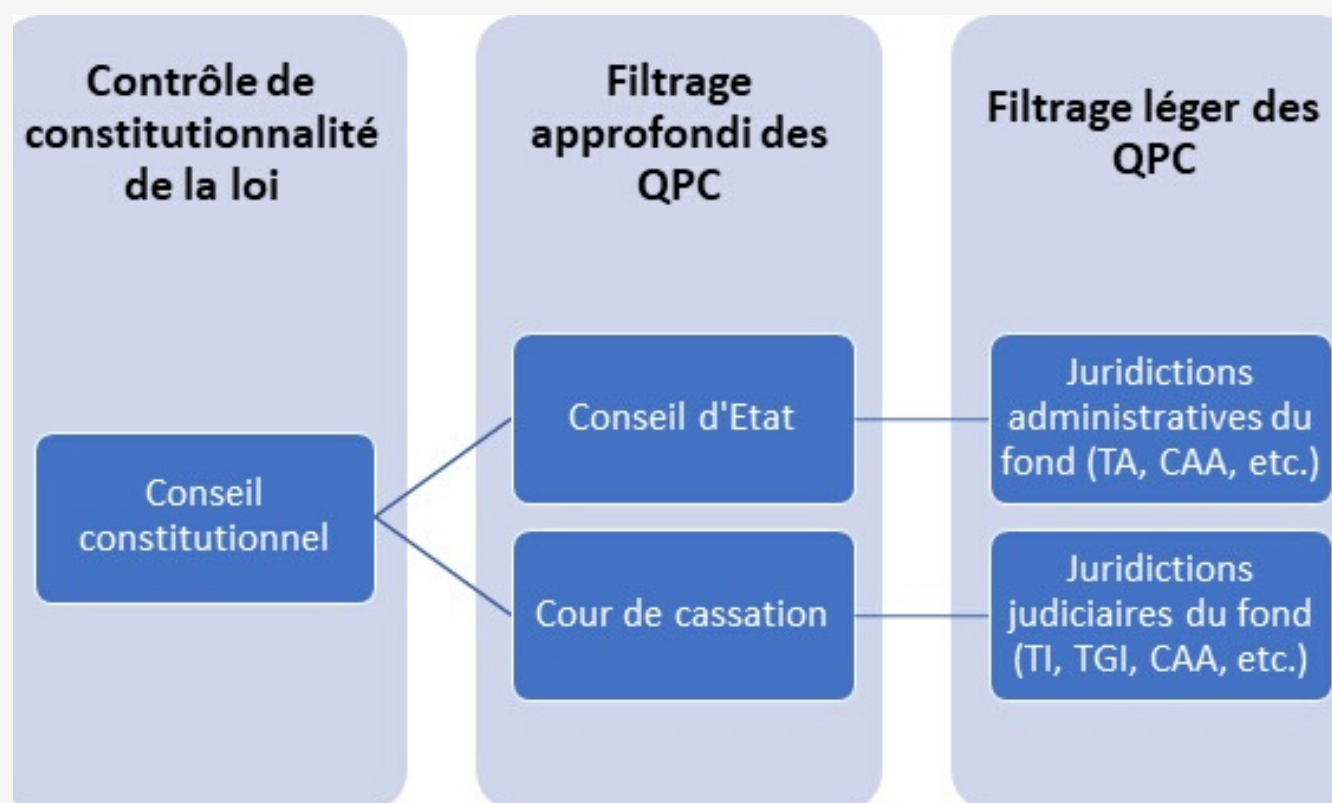 Contrôle de
constitutionnalité
de la loi
Conseil
constitutionnel
Filtrage
approfondi des
QPC
Conseil d'Etat
Cour de cassation
Filtrage léger des
QPC
Juridictions
administratives du
fond (TA, CAA, etc.)
Juridictions
judiciaires du fond
(TI, TGI, CAA, etc.)